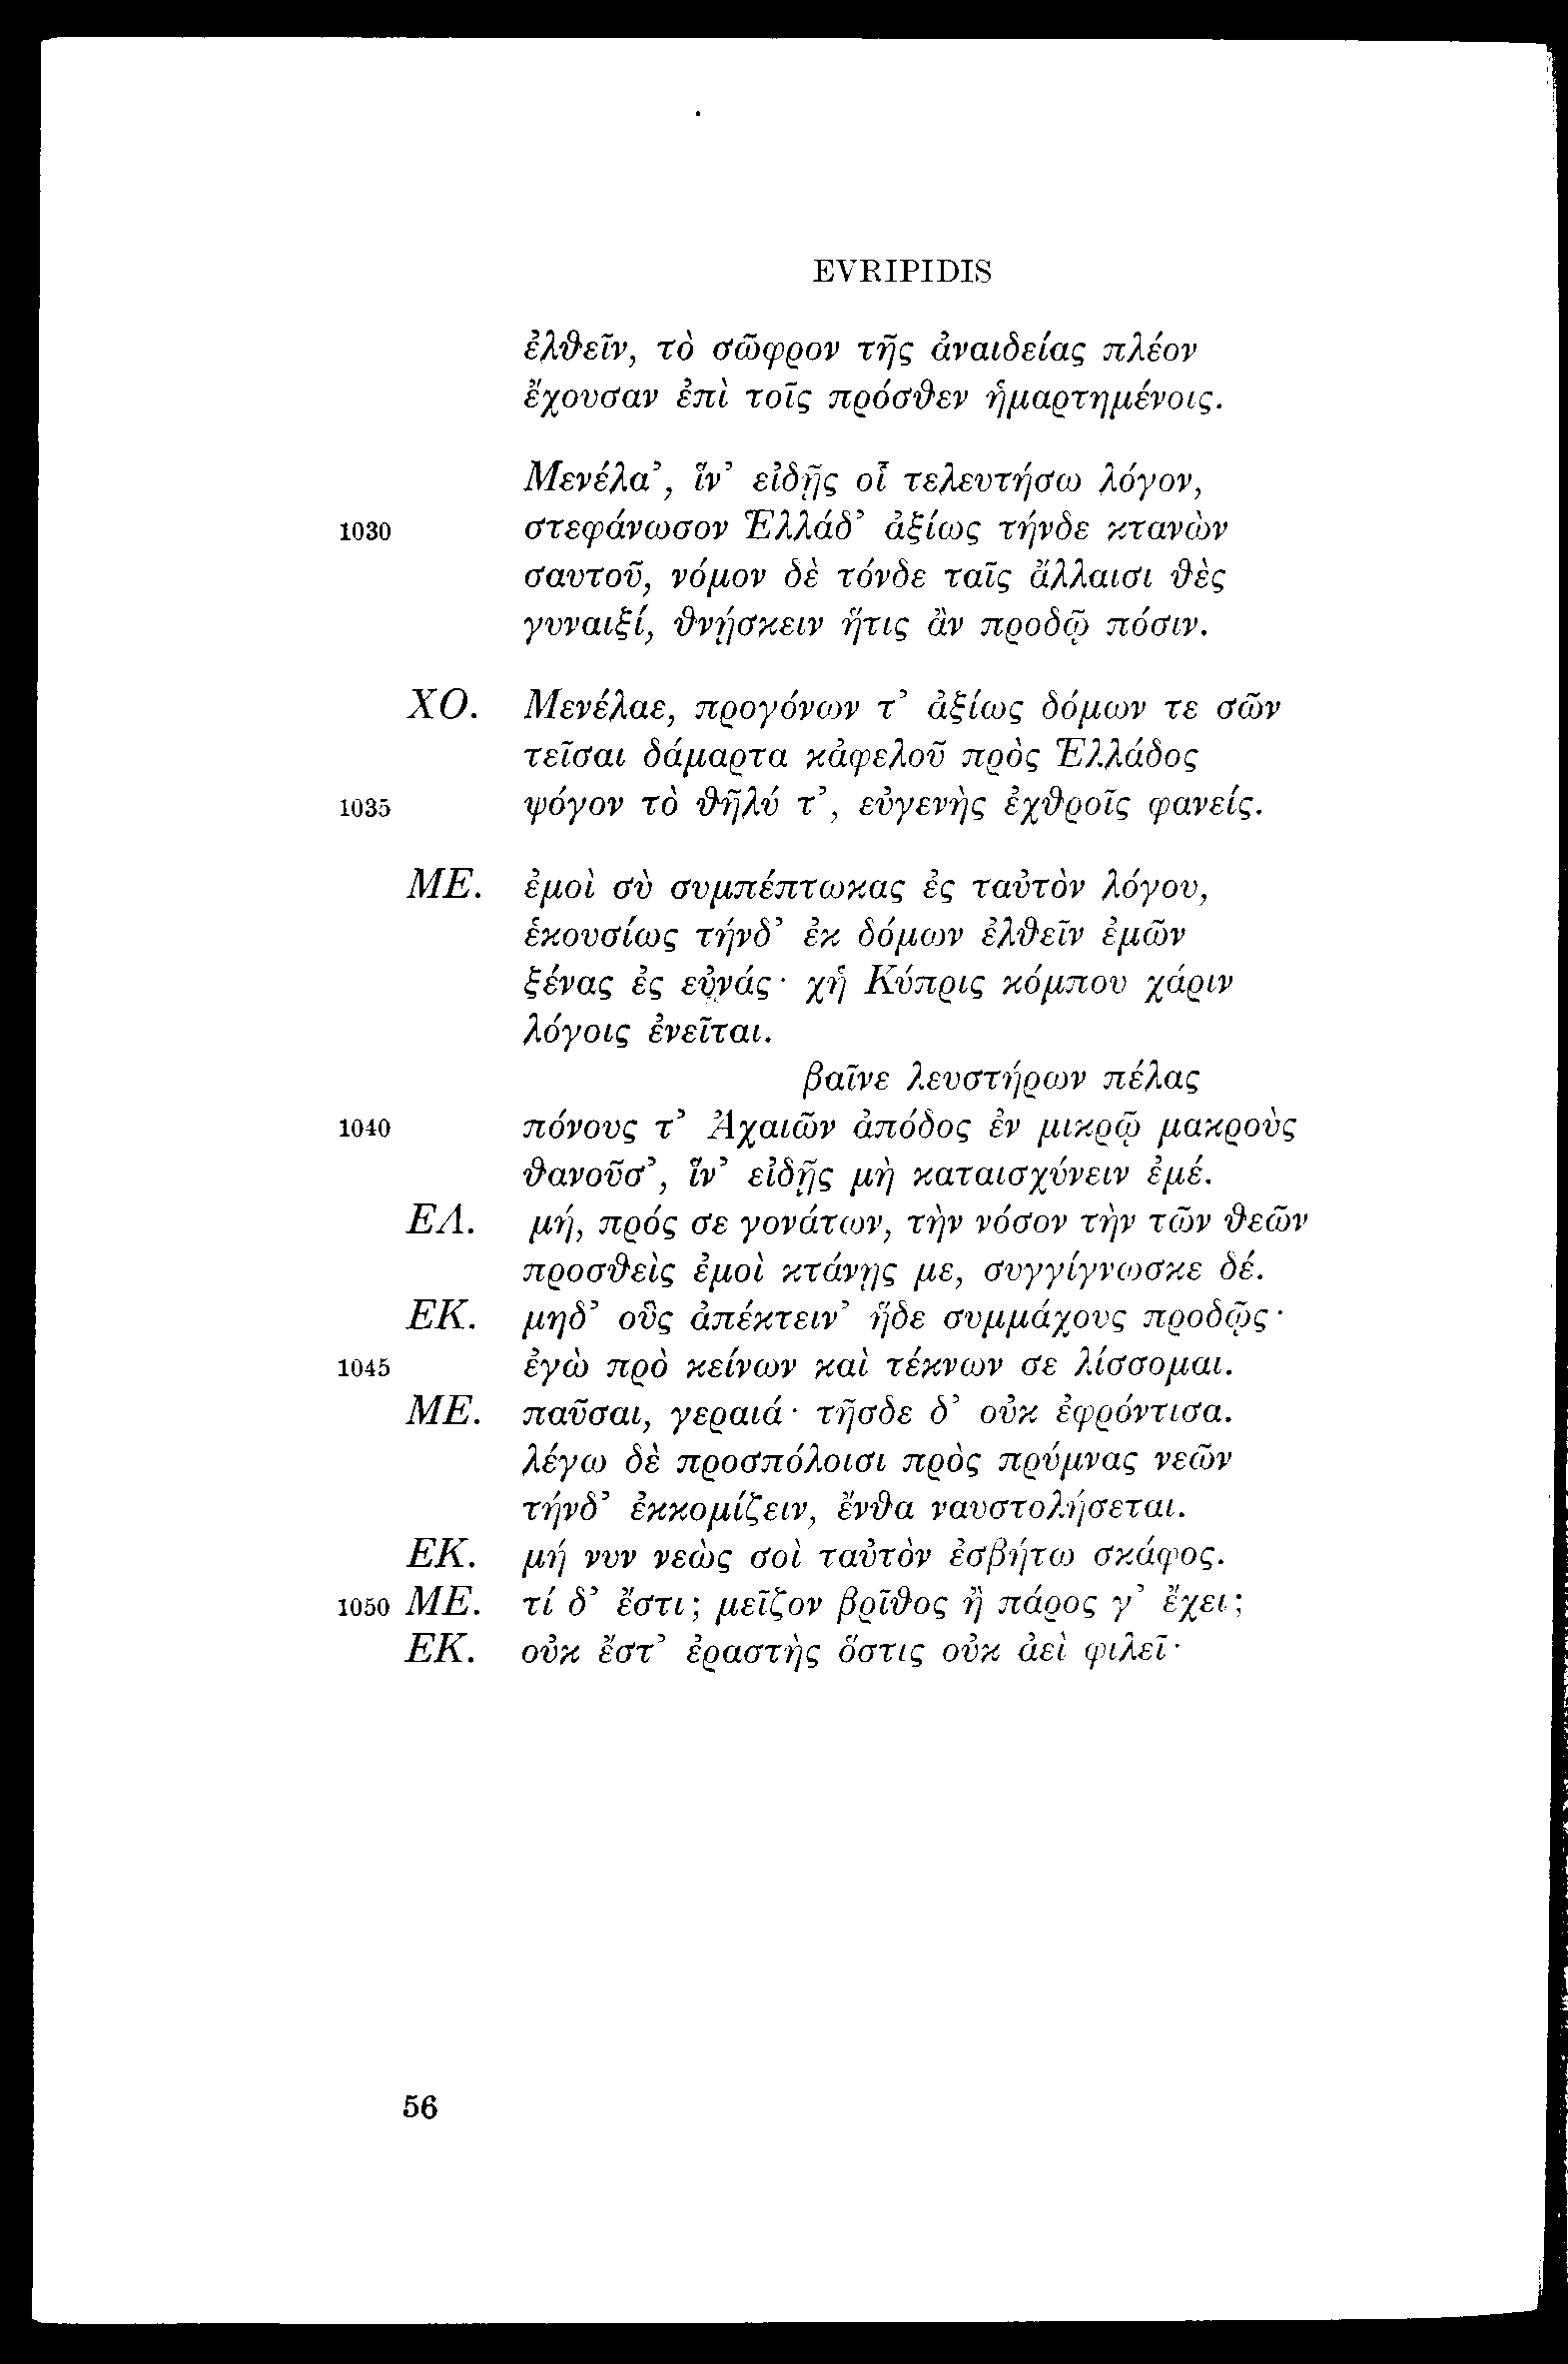 EVRIPIDIS
ἐλθεῖν, τὸ σῶφρον τῆς ἀναιδείας πλέον
ἔχουσαν ἐπὶ τοῖς πρόσθεν ἡμαρτημένοις.
Μενέλα’, ἵν’ εἰδῇς οἷ τελευτήσω λόγον,
1030 στεφάνωσον Ἑλλάδ’ ἀξίως τήνδε κτανὼν
σαυτοῦ, νόμον δὲ τόνδε ταῖς ἄλλαισι θὲς
γυναιξί, θνῄσκειν ἥτις ἂν προδῷ πόσιν.
ΧΟ. Μενέλαε, προγόνων τ’ ἀξίως δόμων τε σῶν
τεῖσαι δάμαρτα κἀφελοῦ πρὸς Ἑλλάδος
1035 ψόγον τὸ θῆλύ τ’, εὐγενὴς ἐχθροῖς φανείς.
ΜΕ. ἐμοὶ σὺ συμπέπτωκας ἐς ταὐτὸν λόγου,
ἑκουσίως τήνδ’ ἐκ δόμων ἐλθεῖν ἐμῶν
ξένας ἐς εὐνάς· χἠ Κύπρις κόμπου χάριν
λόγοις ἐνεῖται.
βαῖνε λευστήρων πέλας
1040 πόνους τ’ Ἀχαιῶν ἀπόδος ἐν μικρῷ μακροὺς
θανοῦσ’, ἵν’ εἰδῇς μὴ καταισχύνειν ἐμέ.
ΕΛ. μή, πρός σε γονάτων, τὴν νόσον τὴν τῶν θεῶν
προσθεὶς ἐμοὶ κτάνῃς με, συγγίγνωσκε δέ.
ΕΚ. μηδ’ οὓς ἀπέκτειν’ ἥδε συμμάχους προδῷς·
1045 ἐγὼ πρὸ κείνων καὶ τέκνων σε λίσσομαι.
ΜΕ. παῦσαι, γεραιά· τῆσδε δ’ οὐκ ἐφρόντισα.
λέγω δὲ προσπόλοισι πρὸς πρύμνας νεῶν
τήνδ’ ἐκκομίζειν, ἔνθα ναυστολήσεται.
ΕΚ. μή νυν νεὼς σοὶ ταὐτὸν ἐσβήτω σκάφος.
1050 ΜΕ. τί δ’ ἔστι; μεῖζον βρῖθος ἢ πάρος γ’ ἔχει;
ΕΚ. οὐκ ἔστ’ ἐραστὴς ὅστις οὐκ ἀεὶ φιλεῖ·
56